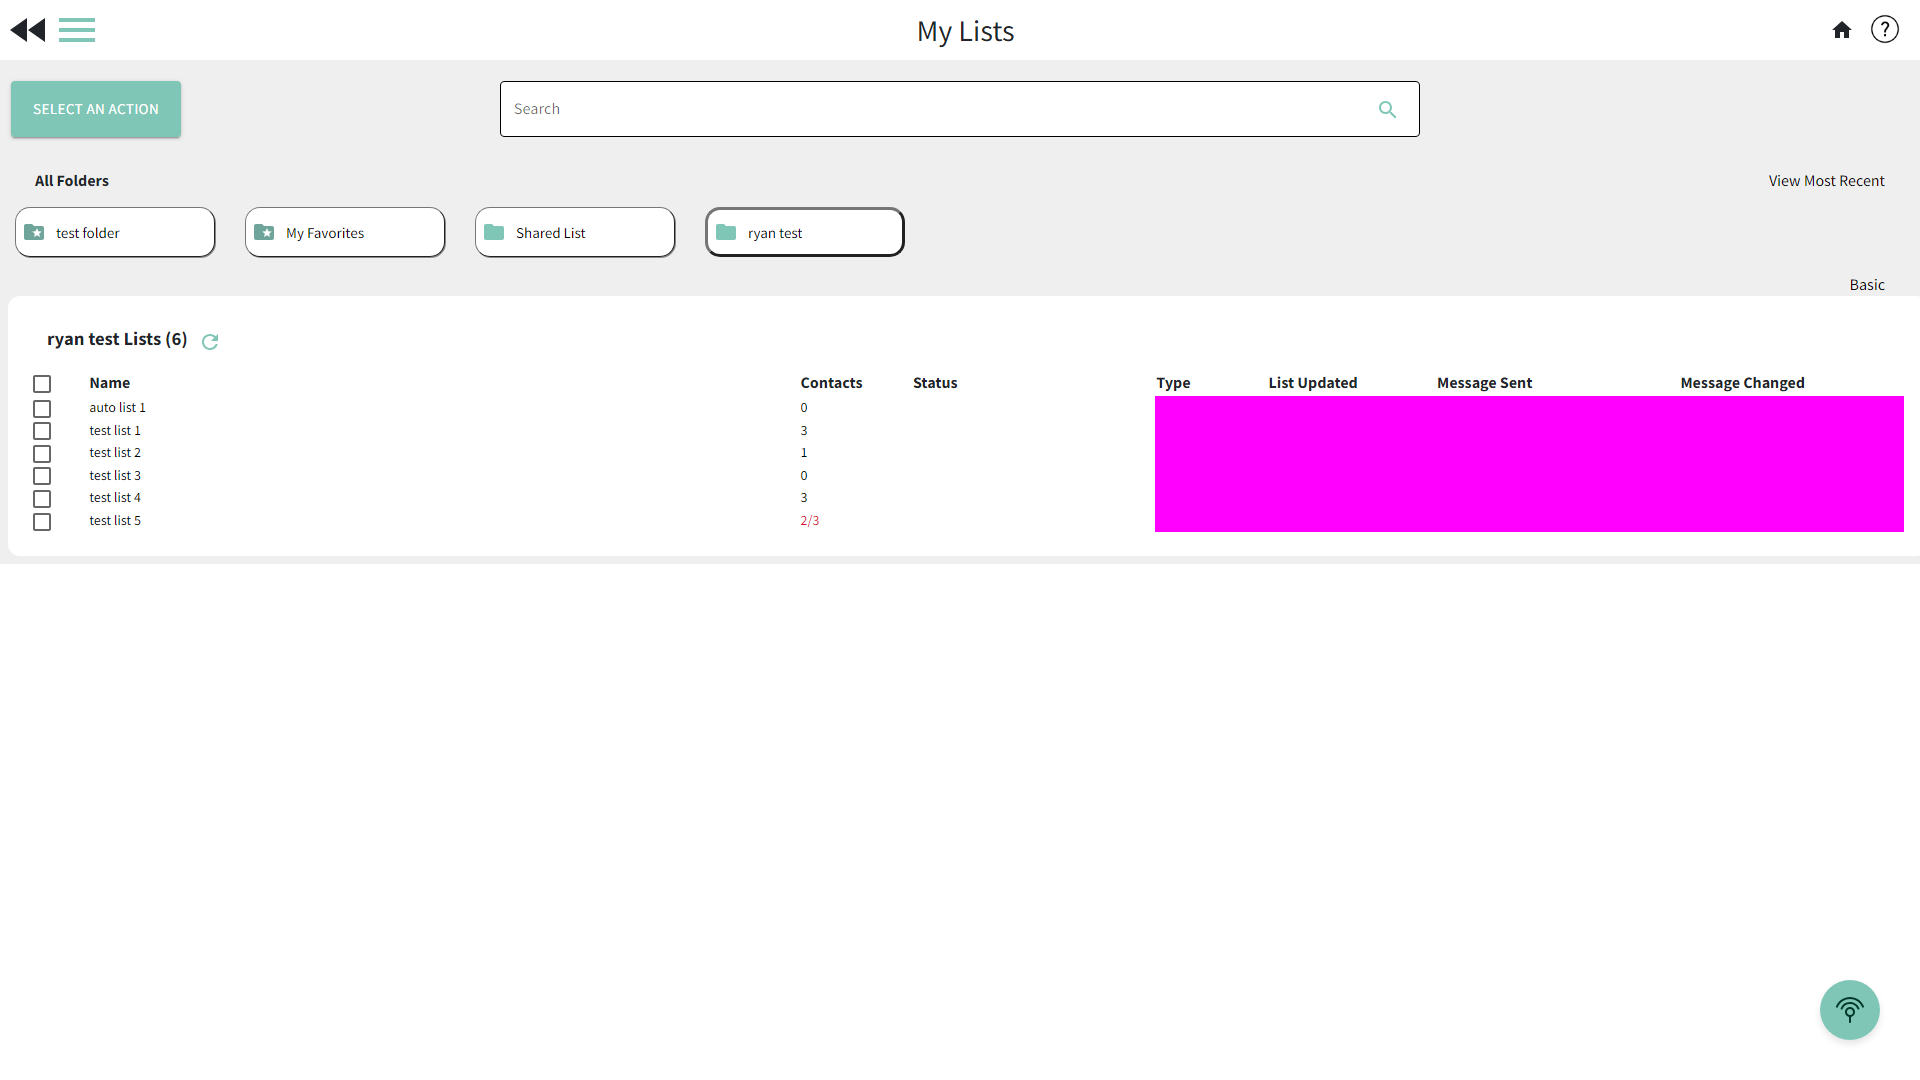 My Lists
?
SELECT AN ACTION
Search
All Folders
View Most Recent
test folder
My Favorites
Shared List
ryan test
Basic
ryan test Lists (6)
Name Contacts Status Type List Updated Message Sent Message Changed
auto list 1 0
test list 1 3
test list 2 1
test list 3 0
test list 4 3
test list 5 2/3